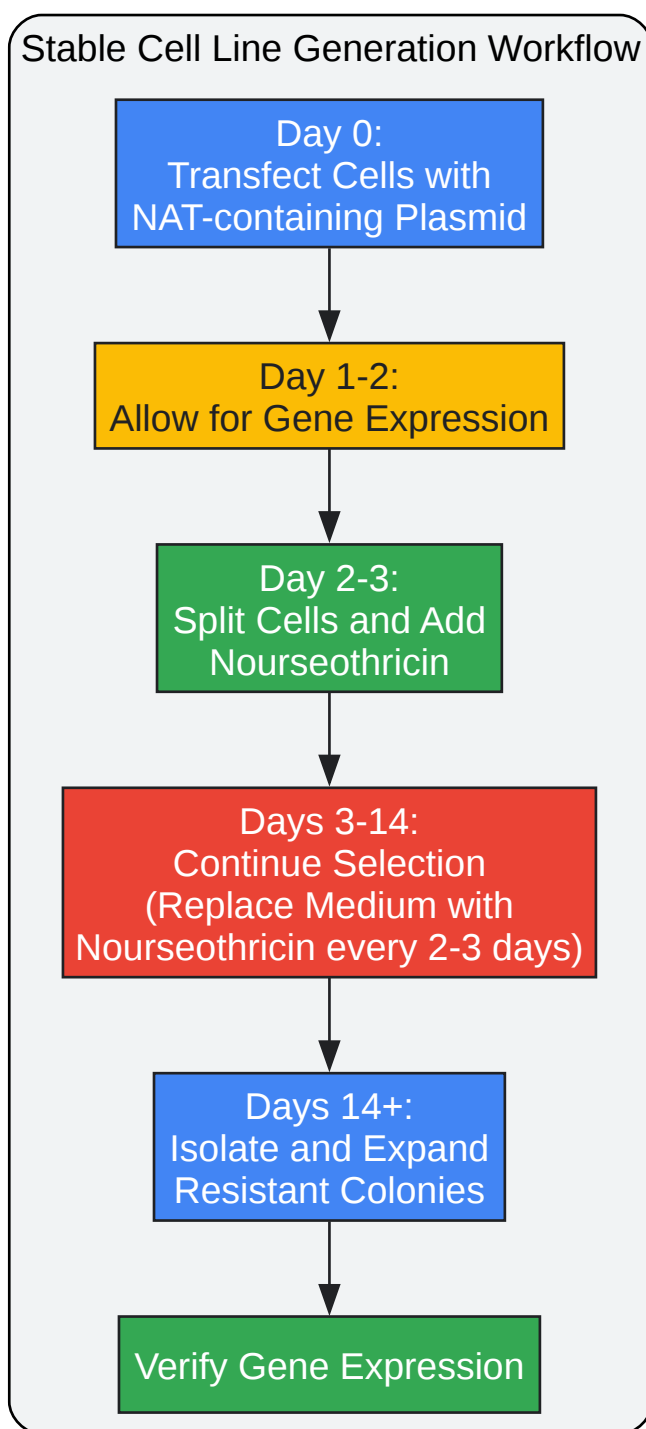 Stable Cell Line Generation Workflow
Day 0:
Transfect Cells with
NAT-containing Plasmid
Day 1-2:
Allow for Gene Expression
Day 2-3:
Split Cells and Add
Nourseothricin
Days 3-14:
Continue Selection
(Replace Medium with
Nourseothricin every 2-3 days)
Days 14+:
Isolate and Expand
Resistant Colonies
Verify Gene Expression